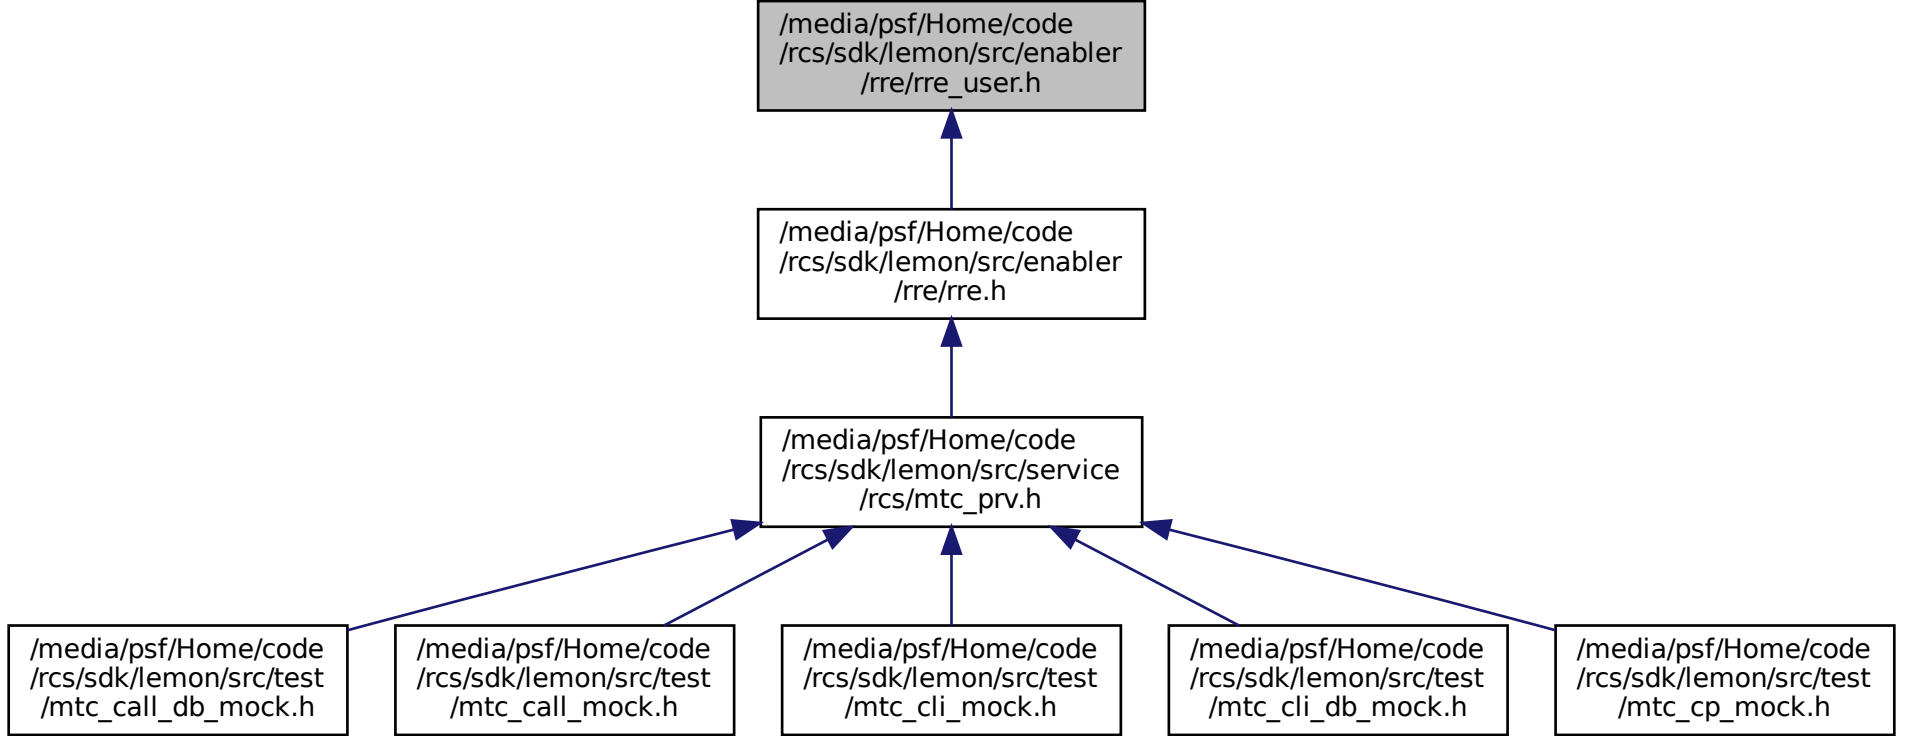 /media/psf/Home/code
/rcs/sdk/lemon/src/enabler
/rre/rre_user.h
/media/psf/Home/code
/rcs/sdk/lemon/src/enabler
/rre/rre.h
/media/psf/Home/code
/rcs/sdk/lemon/src/service
/rcs/mtc_prv.h
/media/psf/Home/code
/rcs/sdk/lemon/src/test
/mtc_call_db_mock.h
/media/psf/Home/code
/rcs/sdk/lemon/src/test
/mtc_call_mock.h
/media/psf/Home/code
/rcs/sdk/lemon/src/test
/mtc_cli_mock.h
/media/psf/Home/code
/rcs/sdk/lemon/src/test
/mtc_cli_db_mock.h
/media/psf/Home/code
/rcs/sdk/lemon/src/test
/mtc_cp_mock.h